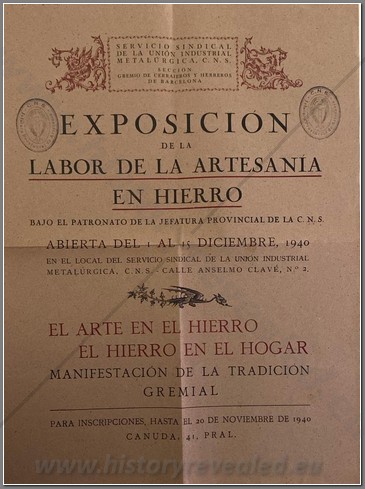 SERVICIO SINDICAL
DE LA UNIÓN INDUSTRIAL
METALÚRGICA, C.N.S.
SECCIÓN
GREMIO DE CERRAJEROS Y HERREROS
DE BARCELONA
EXPOSICIÓN
DE LA
LABOR DE LA ARTESANÍA
EN HIERRO
BAJO EL PATRONATO DE LA JEFATURA PROVINCIAL DE LA C.N.S.
ABIERTA DEL 1 AL 15 DICIEMBRE, 1940
EN EL LOCAL DEL SERVICIO SINDICAL DE LA UNIÓN INDUSTRIAL
METALÚRGICA, C.N.S. - CALLE ANSELMO CLAVÉ, N.º 2.
EL ARTE EN EL HIERRO
EL HIERRO EN EL HOGAR
MANIFESTACIÓN DE LA TRADICIÓN
GREMIAL
PARA INSCRIPCIONES, HASTA EL 20 DE NOVIEMBRE DE 1940
CANUDA, 41, PRAL.
www.historyrevealed.eu